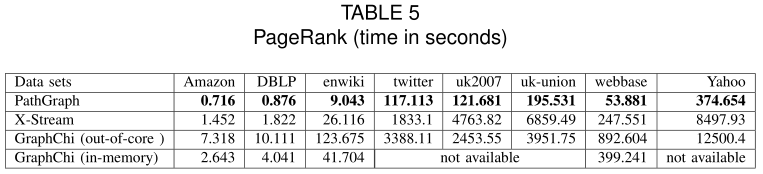 TABLE 5
PageRank (time in seconds)
Data sets Amazon DBLP enwiki twitter uk2007 uk-union webbase Yahoo
PathGraph 0.716 0.876 9.043 117.113 121.681 195.531 53.881 374.654
X-Stream 1.452 1.822 26.116 1833.1 4763.82 6859.49 247.551 8497.93
GraphChi (out-of-core ) 7.318 10.111 123.675 3388.11 2453.55 3951.75 892.604 12500.4
GraphChi (in-memory) 2.643 4.041 41.704 not available 399.241 not available